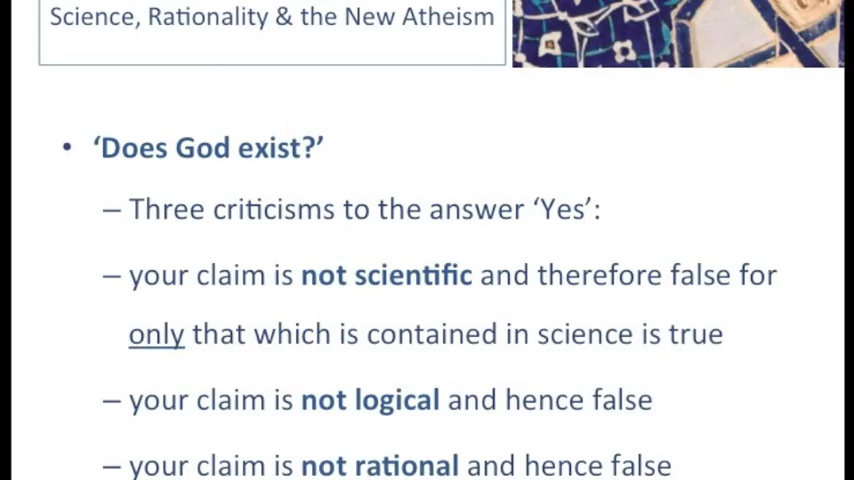 Science, Rationality & the New Atheism
• ‘Does God exist?’
– Three criticisms to the answer ‘Yes’:
– your claim is not scientific and therefore false for
only that which is contained in science is true
– your claim is not logical and hence false
– your claim is not rational and hence false